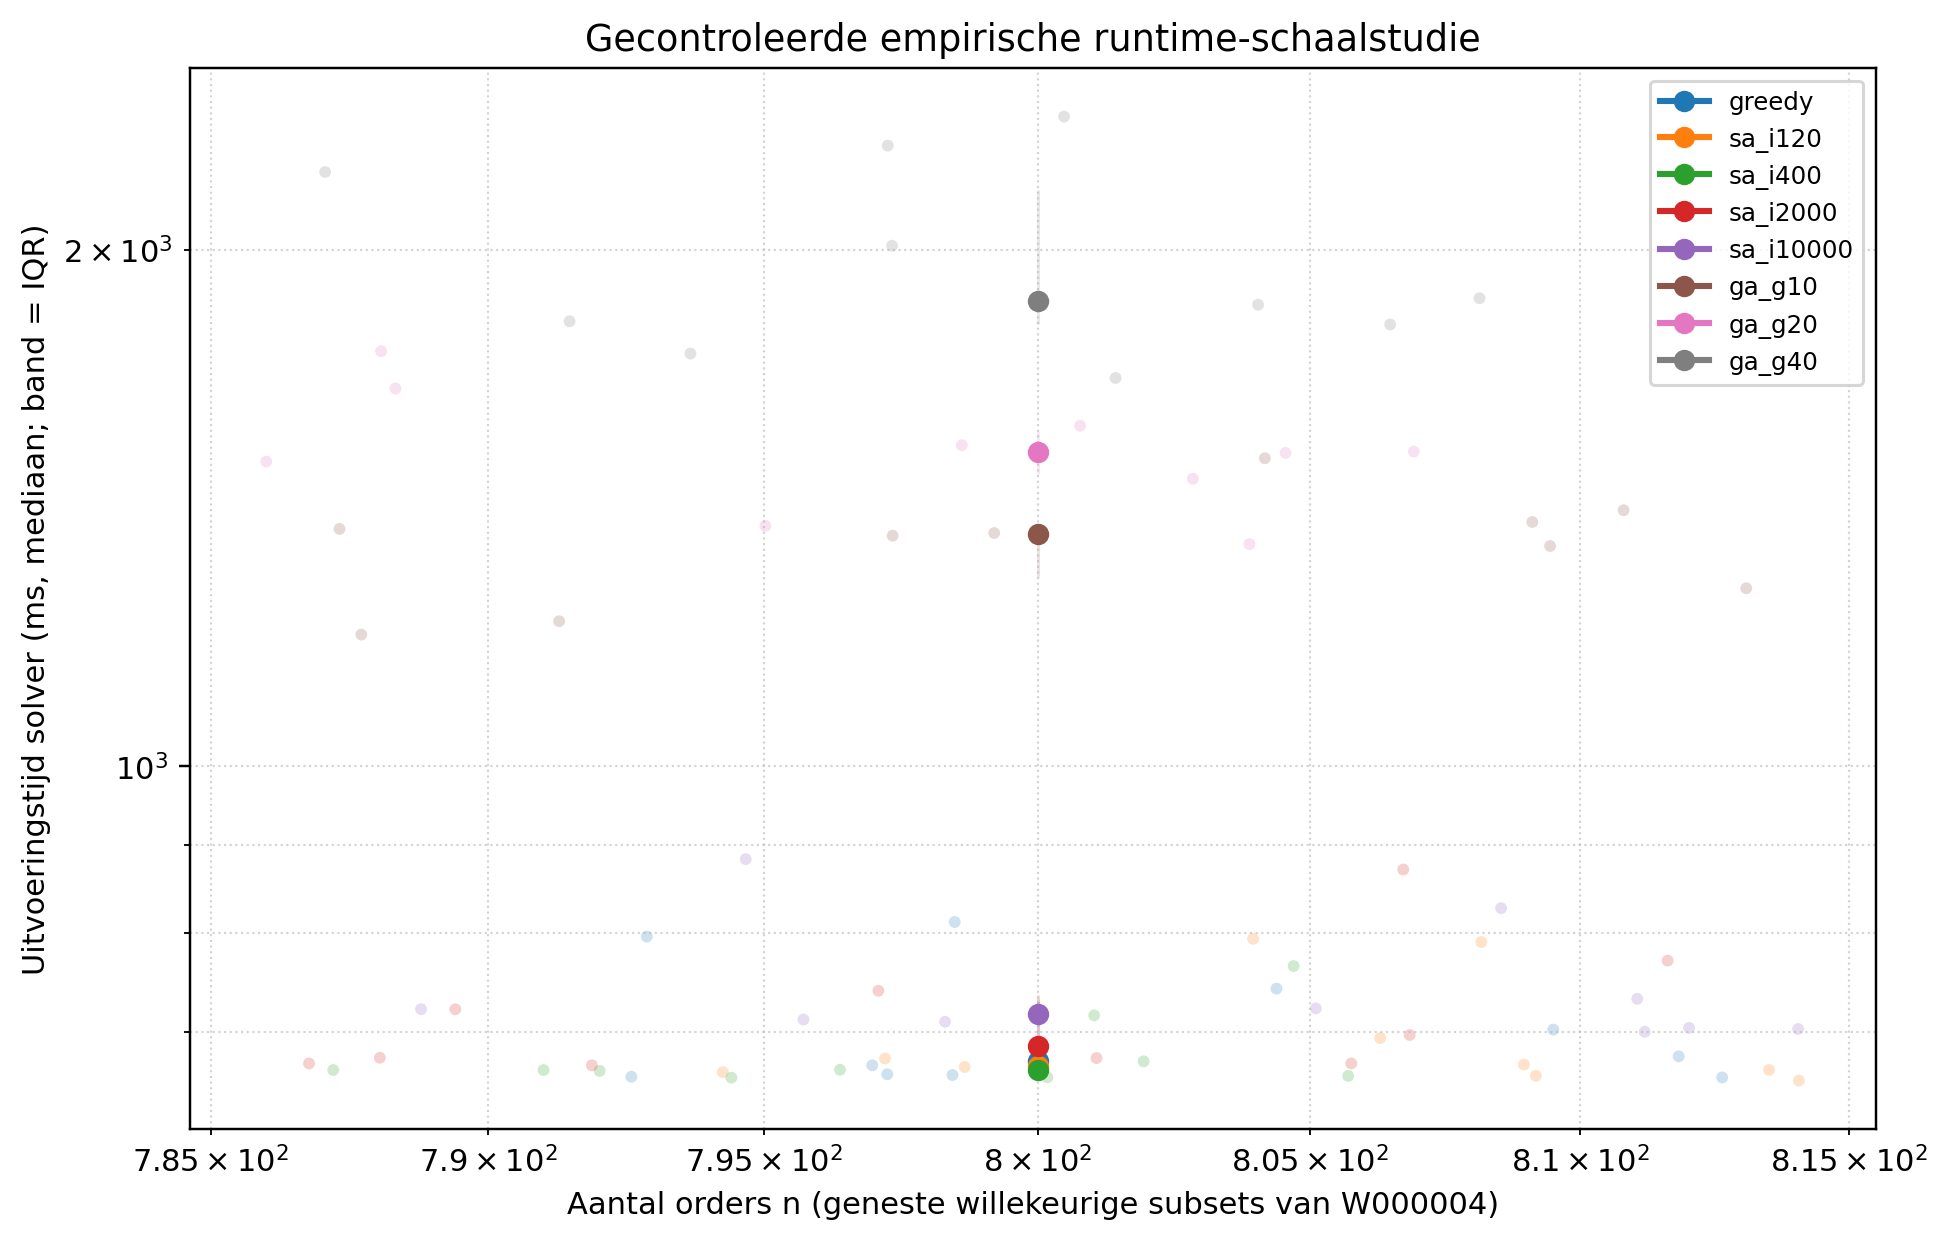 Gecontroleerde empirische runtime-schaalstudie
Uitvoeringstijd solver (ms, mediaan; band = IQR)
2 × 10³
10³
greedy
sa_i120
sa_i400
sa_i2000
sa_i10000
ga_g10
ga_g20
ga_g40
7.85 × 10² 7.9 × 10² 7.95 × 10² 8 × 10² 8.05 × 10² 8.1 × 10² 8.15 × 10²
Aantal orders n (geneste willekeurige subsets van W000004)